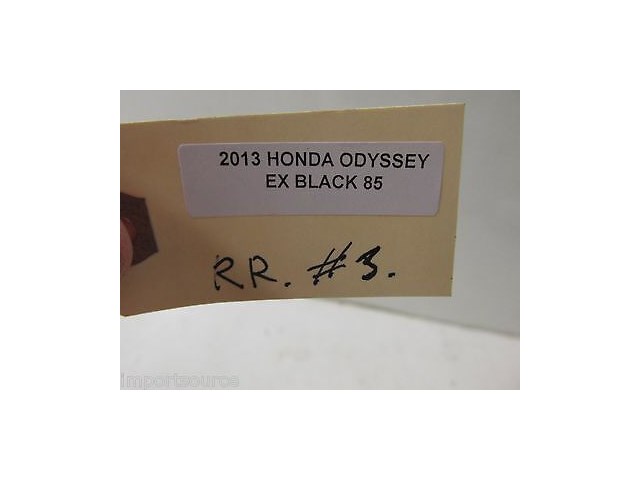 2013 HONDA ODYSSEY
EX BLACK 85
RR. #3.
importsource